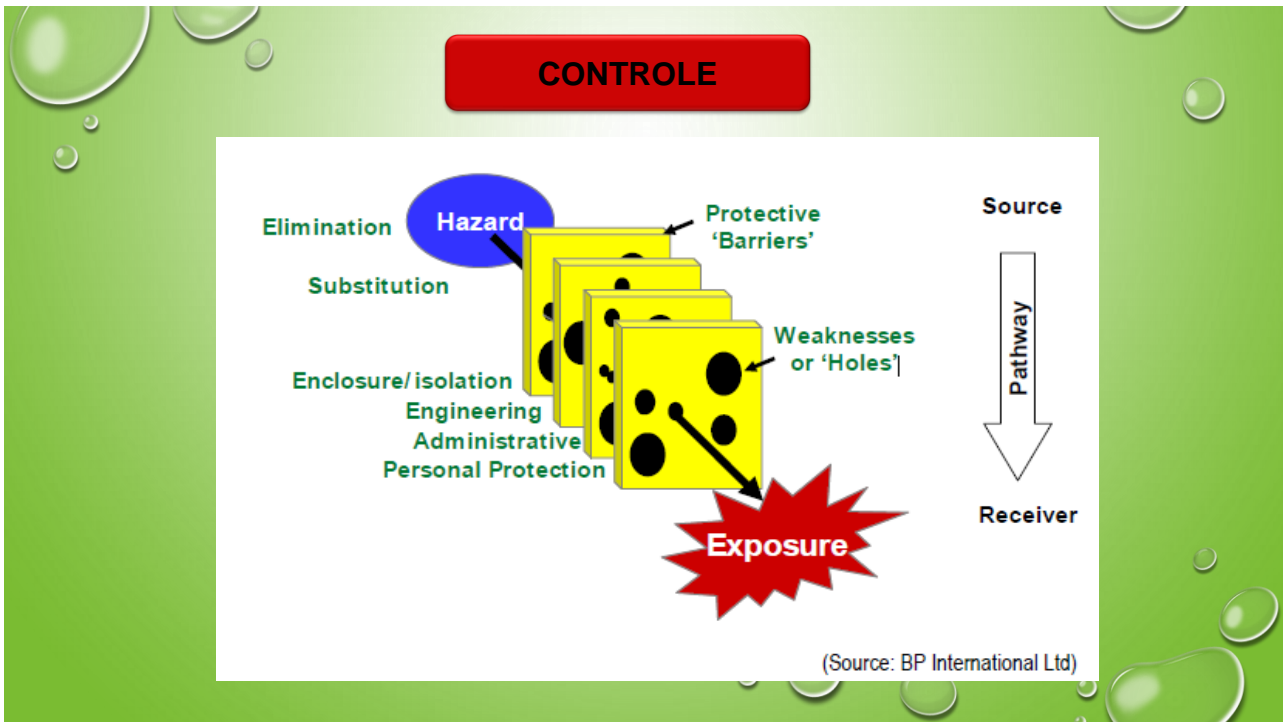 CONTROLE
Hazard
Elimination
Substitution
Enclosure/isolation
Engineering
Administrative
Personal Protection
Protective
‘Barriers’
Weaknesses
or ‘Holes’
Exposure
Source
Pathway
Receiver
(Source: BP International Ltd)